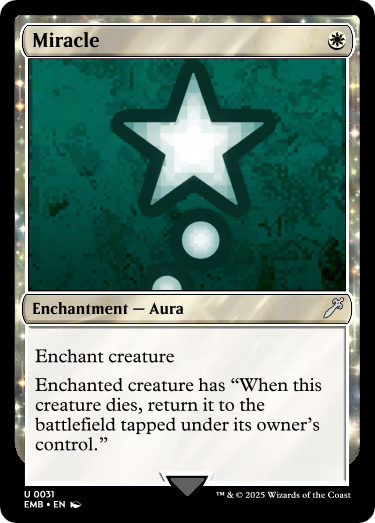 Miracle
Enchantment — Aura
Enchant creature
Enchanted creature has “When this
creature dies, return it to the
battlefield tapped under its owner’s
control.”
U 0031
EMB • EN
™ & © 2025 Wizards of the Coast